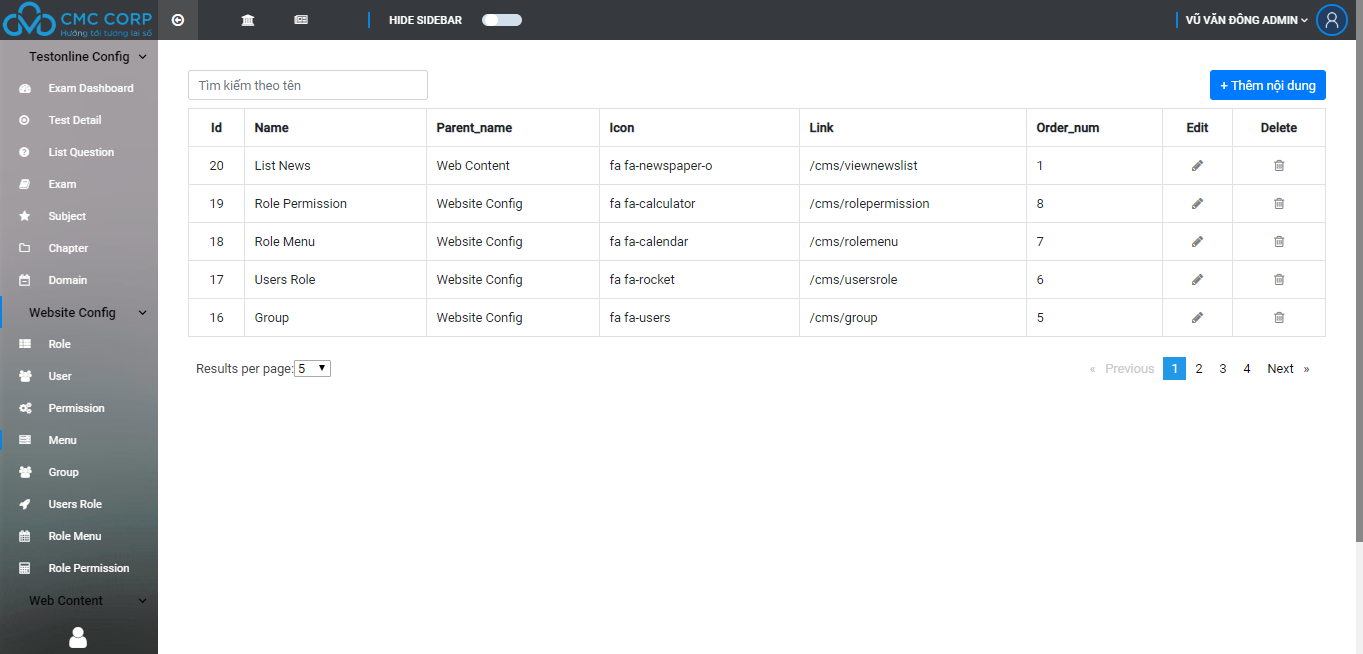 CMC CORP
Hướng tới tương lai số
HIDE SIDEBAR
VŨ VĂN ĐÔNG ADMIN
Testonline Config
Exam Dashboard
Test Detail
List Question
Exam
Subject
Chapter
Domain
Website Config
Role
User
Permission
Menu
Group
Users Role
Role Menu
Role Permission
Web Content
Tìm kiếm theo tên
+ Thêm nội dung
Id Name Parent_name Icon Link Order_num Edit Delete
20 List News Web Content fa fa-newspaper-o /cms/viewnewslist 1
19 Role Permission Website Config fa fa-calculator /cms/rolepermission 8
18 Role Menu Website Config fa fa-calendar /cms/rolemenu 7
17 Users Role Website Config fa fa-rocket /cms/usersrole 6
16 Group Website Config fa fa-users /cms/group 5
Results per page: 5
« Previous 1 2 3 4 Next »